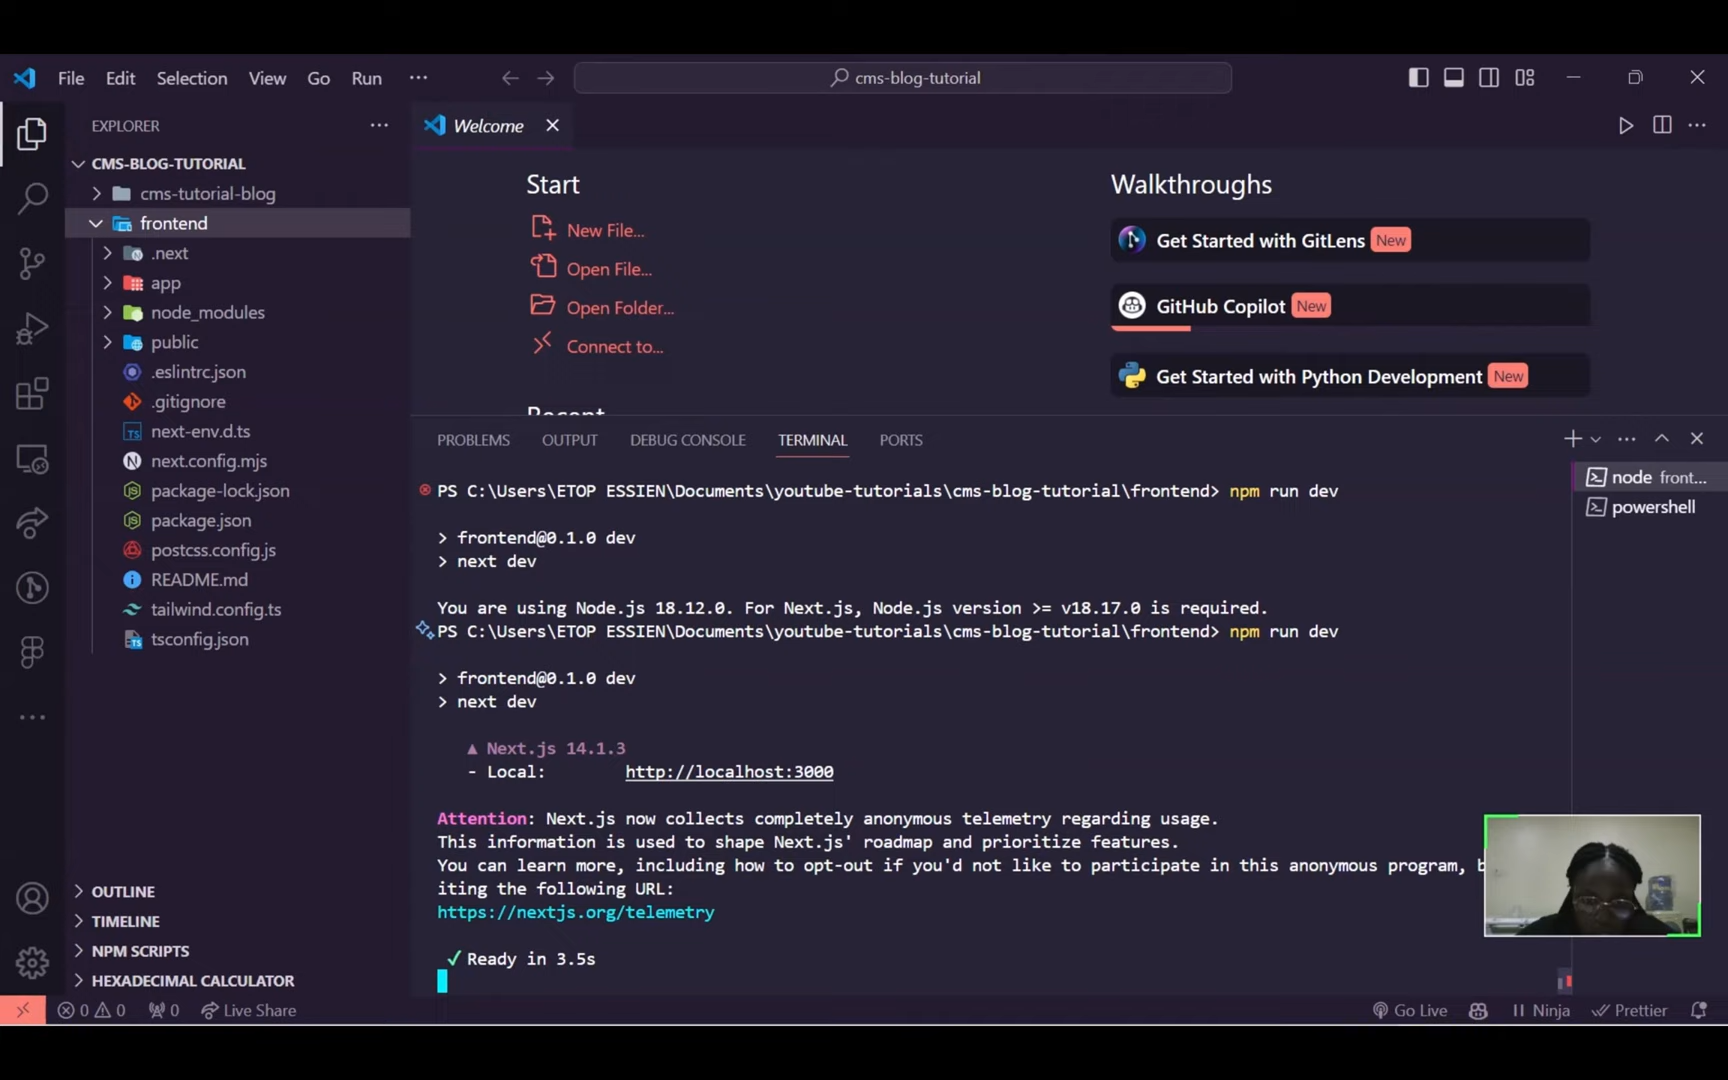 File Edit Selection View Go Run ...
cms-blog-tutorial
EXPLORER
CMS-BLOG-TUTORIAL
cms-tutorial-blog
frontend
.next
app
node_modules
public
.eslintrc.json
.gitignore
next-env.d.ts
next.config.mjs
package-lock.json
package.json
postcss.config.js
README.md
tailwind.config.ts
tsconfig.json
OUTLINE
TIMELINE
NPM SCRIPTS
HEXADECIMAL CALCULATOR
Welcome
Start
New File...
Open File...
Open Folder...
Connect to...
Recent
Walkthroughs
Get Started with GitLens New
GitHub Copilot New
Get Started with Python Development New
PROBLEMS OUTPUT DEBUG CONSOLE TERMINAL PORTS
PS C:\Users\ETOP ESSIEN\Documents\youtube-tutorials\cms-blog-tutorial\frontend> npm run dev
> frontend@0.1.0 dev
> next dev
You are using Node.js 18.12.0. For Next.js, Node.js version >= v18.17.0 is required.
PS C:\Users\ETOP ESSIEN\Documents\youtube-tutorials\cms-blog-tutorial\frontend> npm run dev
> frontend@0.1.0 dev
> next dev
▲ Next.js 14.1.3
- Local: http://localhost:3000
Attention: Next.js now collects completely anonymous telemetry regarding usage.
This information is used to shape Next.js' roadmap and prioritize features.
You can learn more, including how to opt-out if you'd not like to participate in this anonymous program, b
iting the following URL:
https://nextjs.org/telemetry
✓ Ready in 3.5s
node front...
powershell
0 0 0 Live Share
Go Live Ninja Prettier